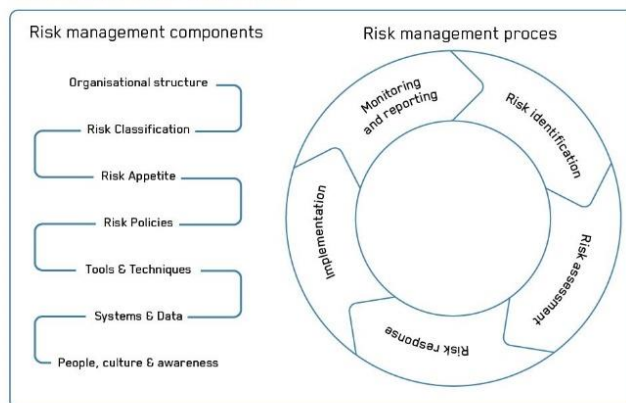 Risk management components
Organisational structure
Risk Classification
Risk Appetite
Risk Policies
Tools & Techniques
Systems & Data
People, culture & awareness
Risk management proces
Monitoring
and reporting
Risk identification
Risk assessment
Risk response
Implementation